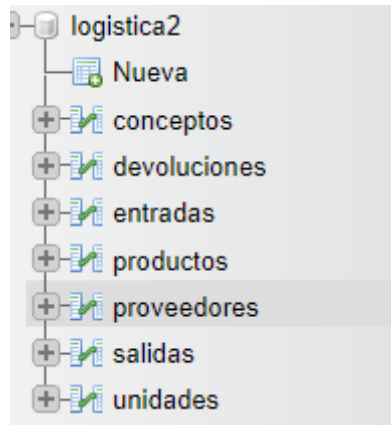 logistica2
Nueva
conceptos
devoluciones
entradas
productos
proveedores
salidas
unidades